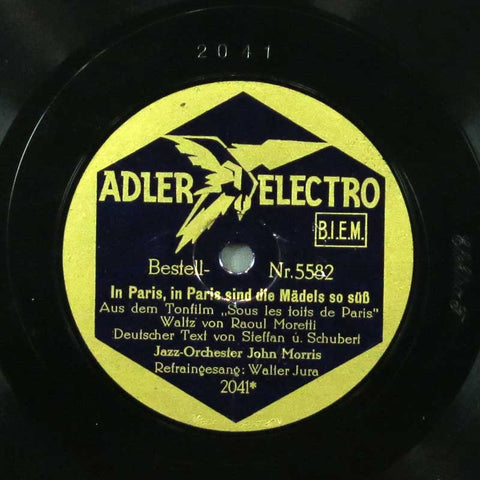 2041
ADLER ELECTRO
B.I.E.M.
Bestell- Nr. 5582
In Paris, in Paris sind die Mädels so süß
Aus dem Tonfilm „Sous les toits de Paris"
Waltz von Raoul Moretti
Deutscher Text von Steffan ú. Schubert
Jazz-Orchester John Morris
Refraingesang: Walter Jura
2041*